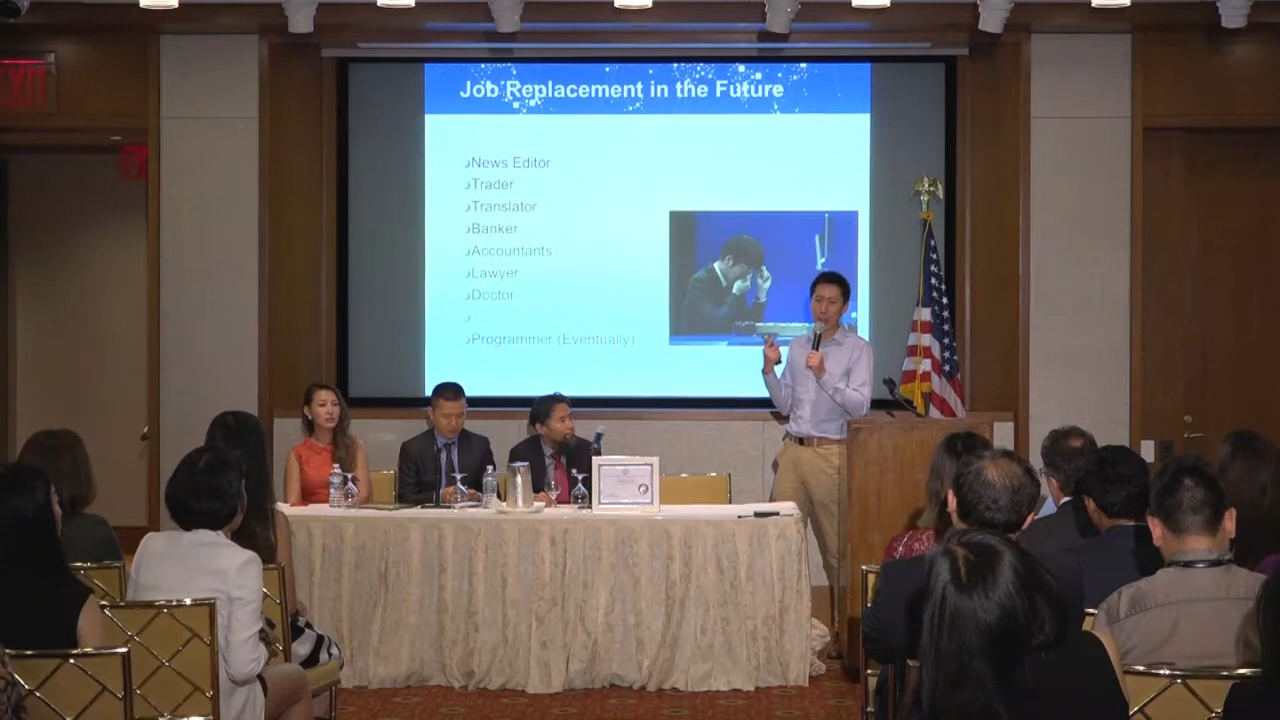 EXIT
Job Replacement in the Future
News Editor
Trader
Translator
Banker
Accountants
Lawyer
Doctor
Programmer (Eventually)